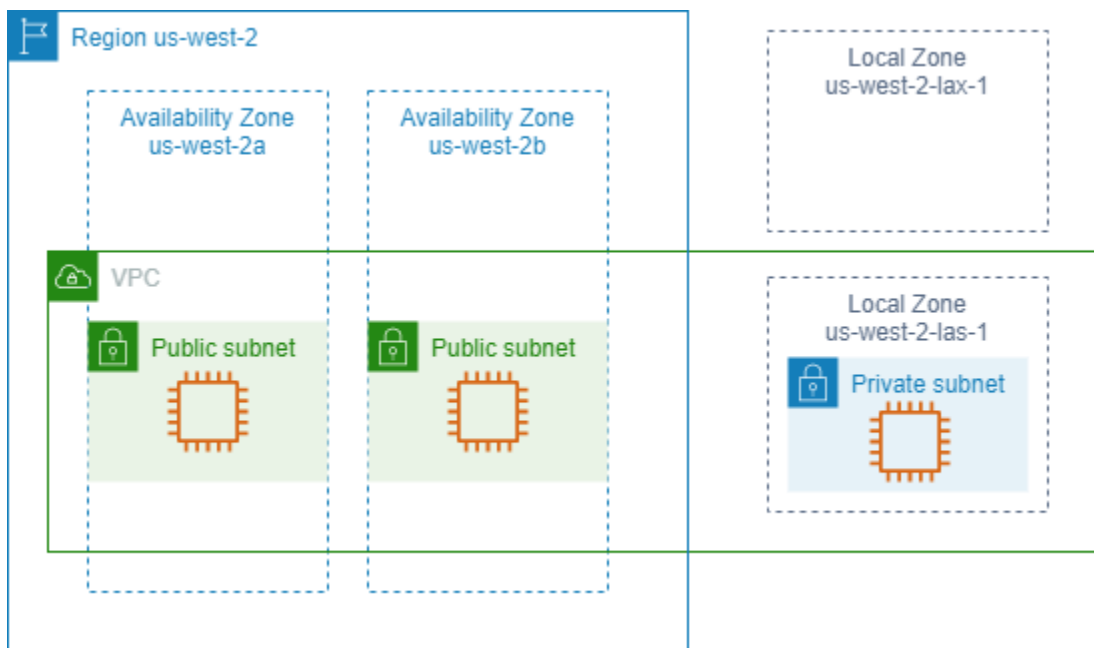 Region us-west-2
Availability Zone
us-west-2a
Availability Zone
us-west-2b
Local Zone
us-west-2-lax-1
VPC
Public subnet
Public subnet
Local Zone
us-west-2-las-1
Private subnet